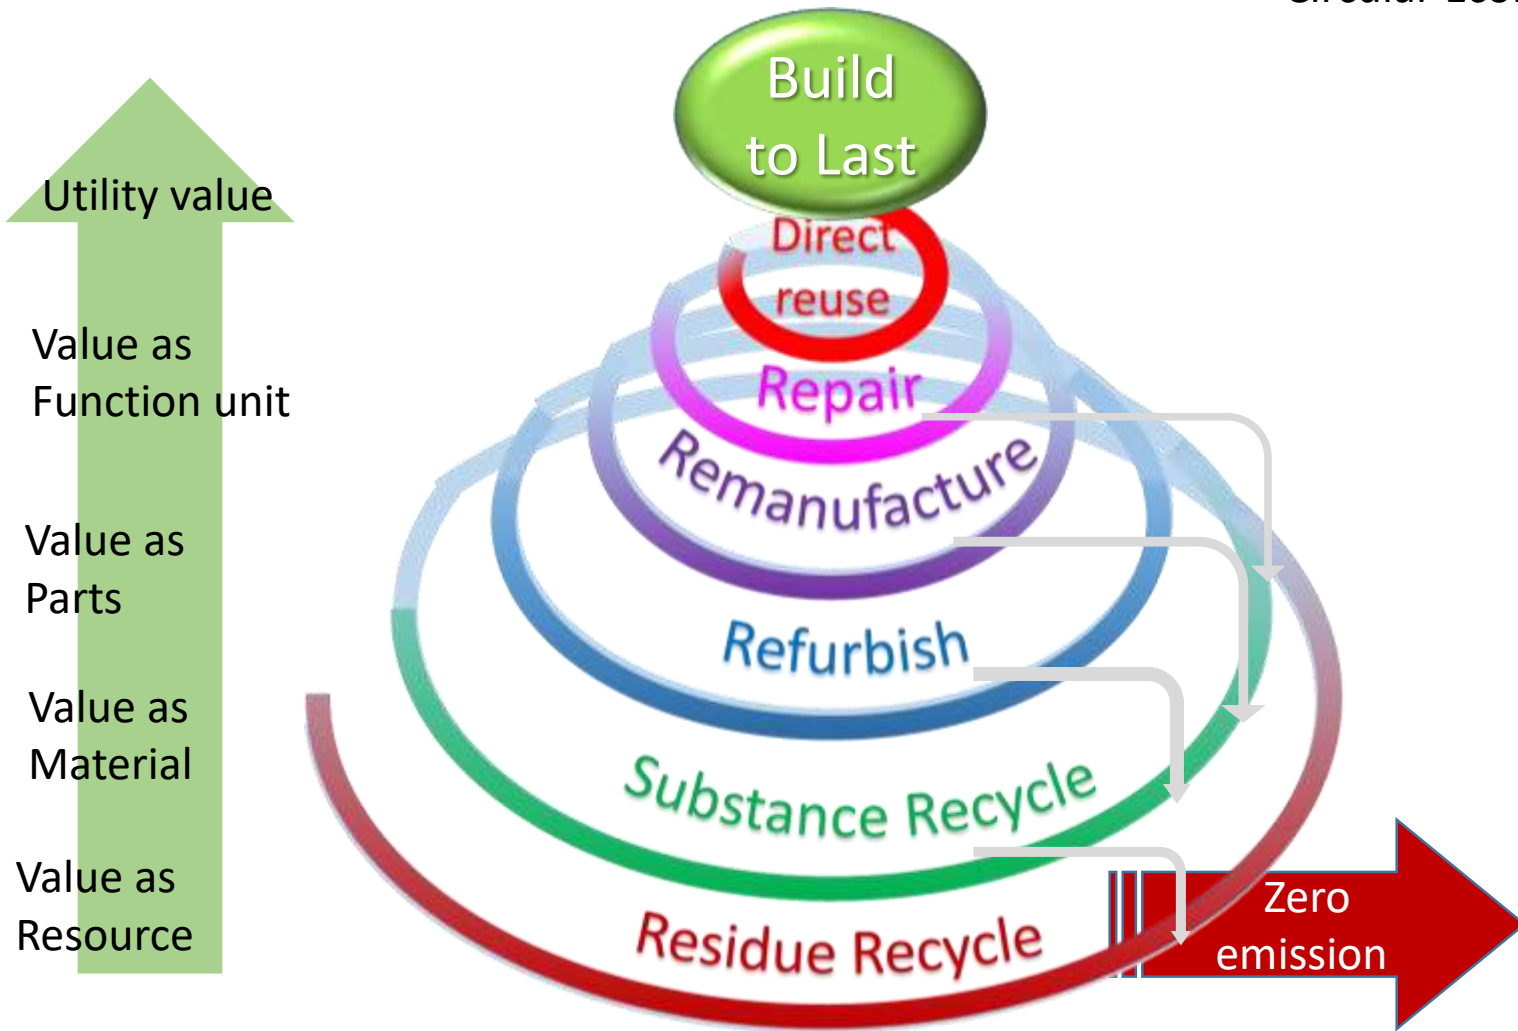 Build
to Last
Utility value
Direct
reuse
Value as
Function unit
Repair
Remanufacture
Value as
Parts
Refurbish
Value as
Material
Substance Recycle
Value as
Resource
Residue Recycle
Zero
emission